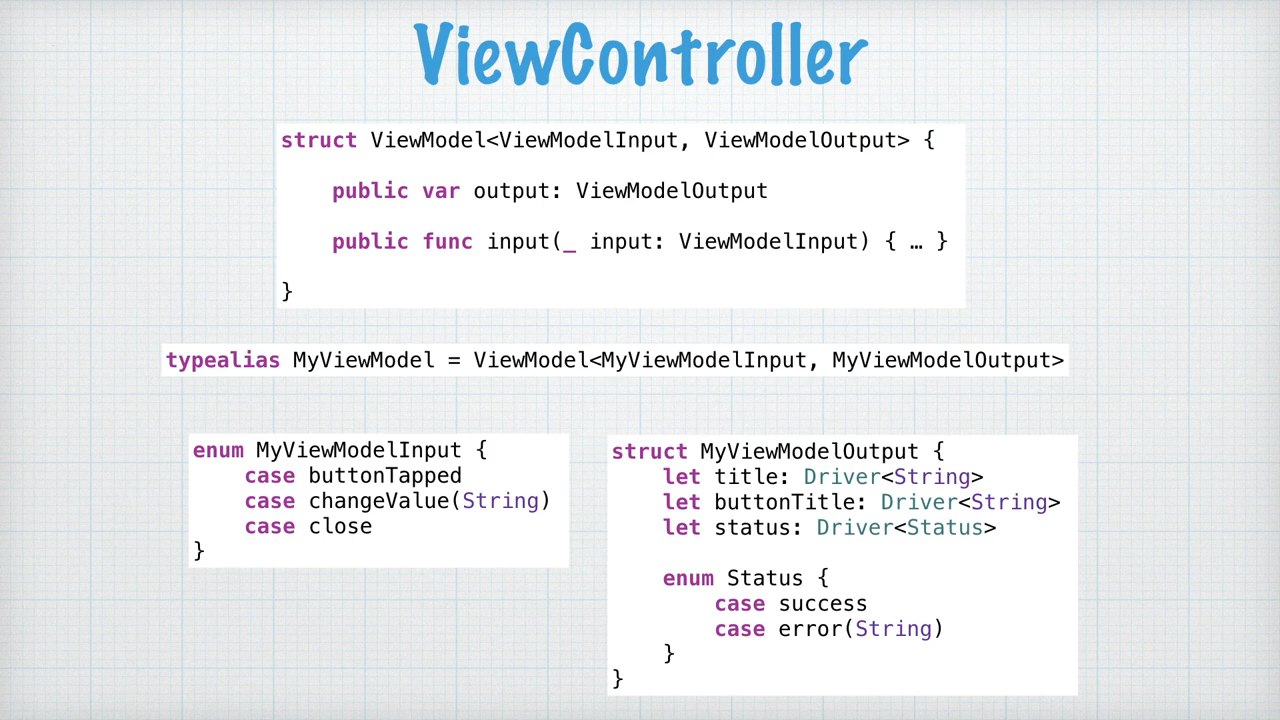 ViewController
struct ViewModel<ViewModelInput, ViewModelOutput> {
public var output: ViewModelOutput
public func input(_ input: ViewModelInput) { … }
}
typealias MyViewModel = ViewModel<MyViewModelInput, MyViewModelOutput>
enum MyViewModelInput {
case buttonTapped
case changeValue(String)
case close
}
struct MyViewModelOutput {
let title: Driver<String>
let buttonTitle: Driver<String>
let status: Driver<Status>
enum Status {
case success
case error(String)
}
}